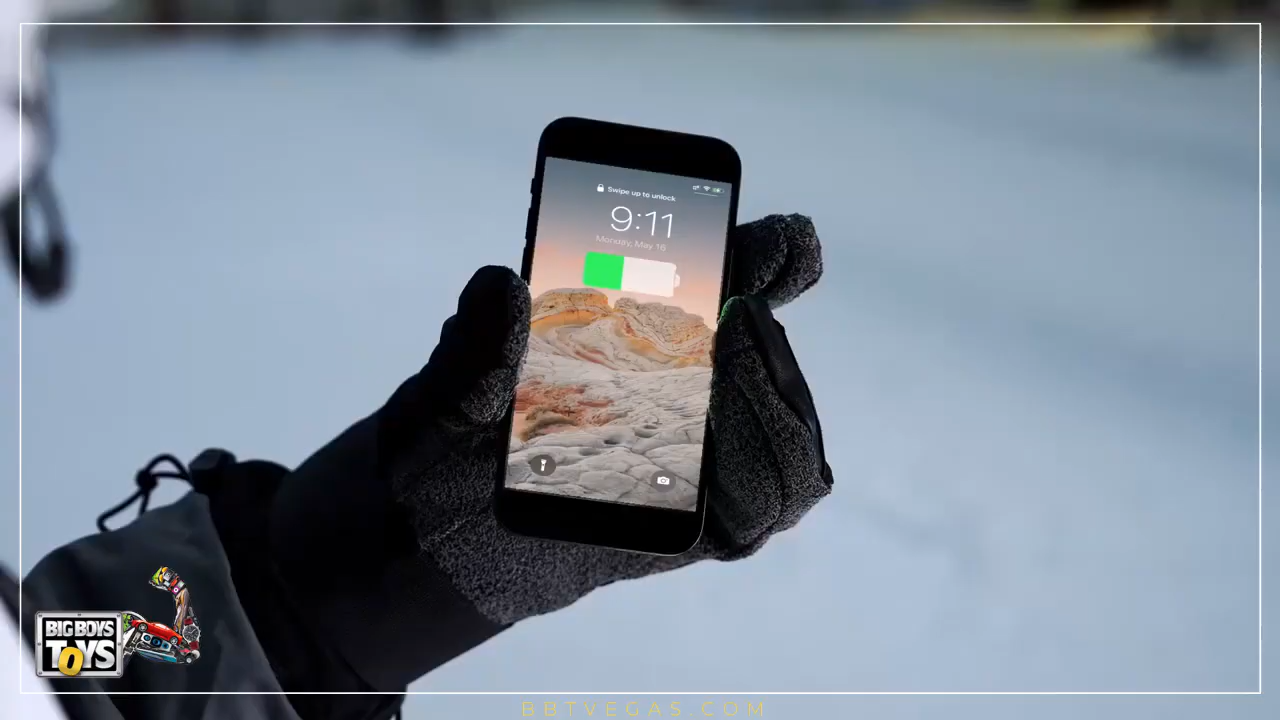 Swipe up to unlock
9:11
Monday, May 16
BIG BOYS
TOYS
BBTVEGAS.COM